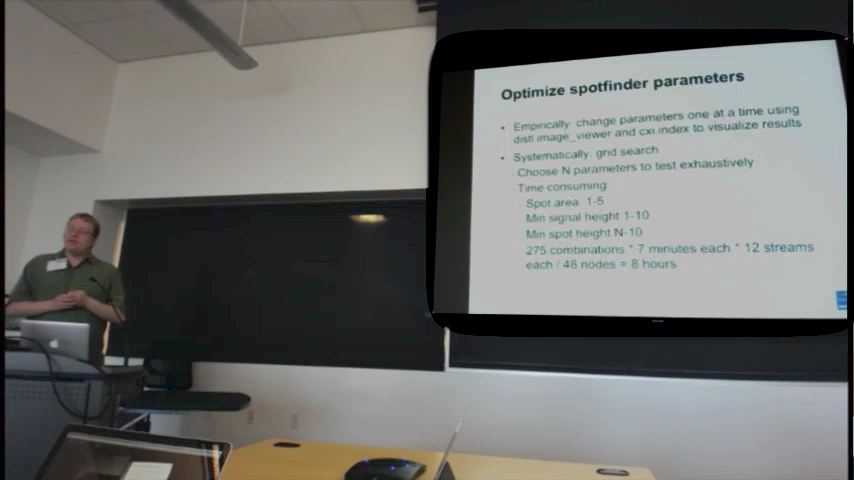 Optimize spotfinder parameters
• Empirically: change parameters one at a time using
distl.image_viewer and cxi.index to visualize results
• Systematically: grid search
Choose N parameters to test exhaustively
Time consuming:
Spot area: 1-5
Min signal height 1-10
Min spot height N-10
275 combinations * 7 minutes each * 12 streams
each / 48 nodes = 8 hours